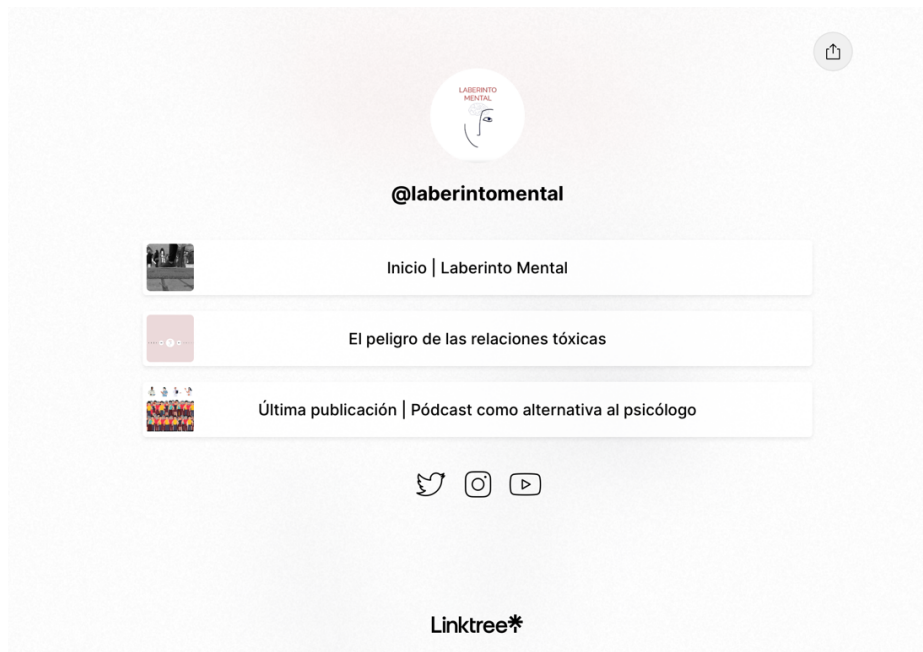 LABERINTO
MENTAL
@laberintomental
Inicio | Laberinto Mental
El peligro de las relaciones tóxicas
Última publicación | Pódcast como alternativa al psicólogo
Linktree